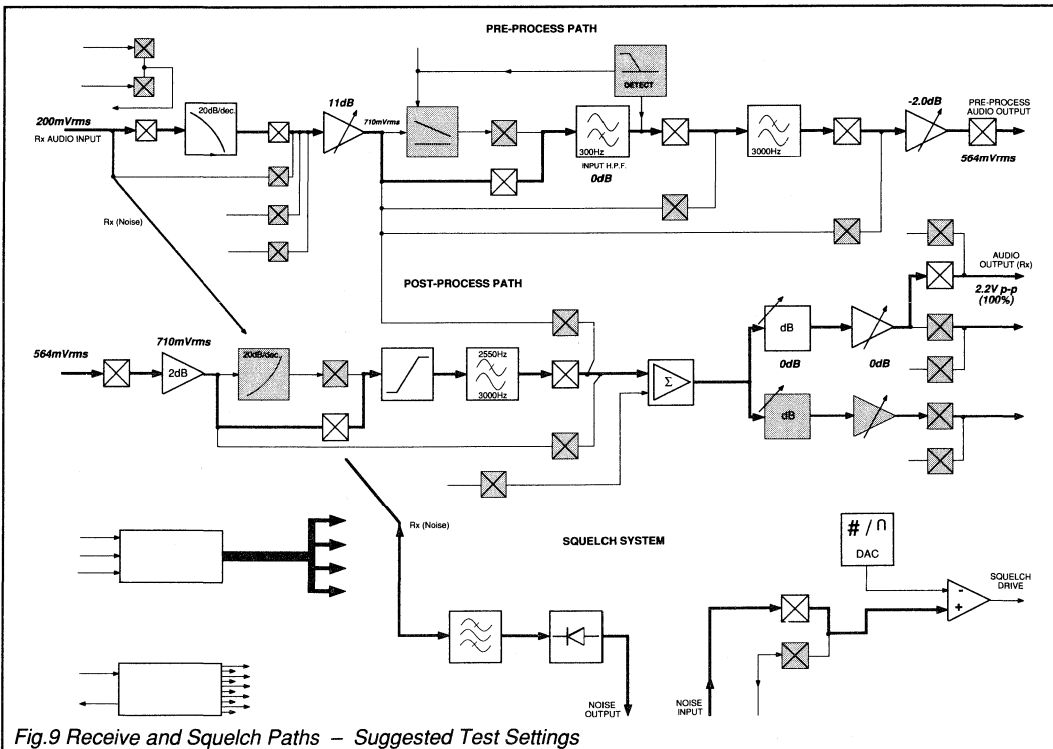 PRE-PROCESS PATH
DETECT
20dB/dec.
11dB
710mVrms
200mVrms
Rx AUDIO INPUT
300Hz
INPUT H.P.F.
0dB
3000Hz
-2.0dB
PRE-PROCESS
AUDIO OUTPUT
564mVrms
Rx (Noise)
POST-PROCESS PATH
AUDIO
OUTPUT (Rx)
2.2V p-p
(100%)
564mVrms
710mVrms
2dB
20dB/dec.
2550Hz
3000Hz
Σ
dB
0dB
0dB
dB
Rx (Noise)
SQUELCH SYSTEM
# / ∩
DAC
-
+
SQUELCH
DRIVE
NOISE
OUTPUT
NOISE
INPUT
Fig.9 Receive and Squelch Paths – Suggested Test Settings